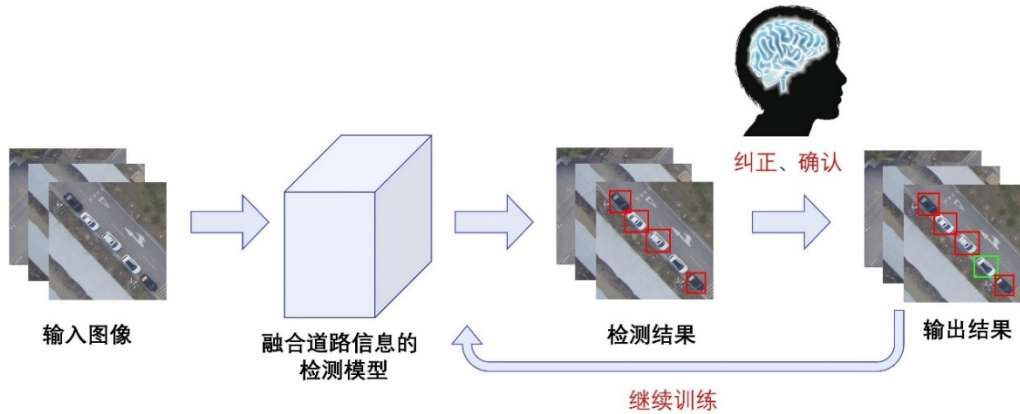 纠正、确认
输入图像
融合道路信息的
检测模型
检测结果
输出结果
继续训练